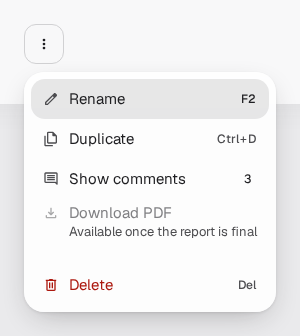 Rename F2
Duplicate Ctrl+D
Show comments 3
Download PDF
Available once the report is final
Delete Del